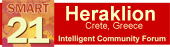 SMART
21
Heraklion
Crete, Greece
Intelligent Community Forum